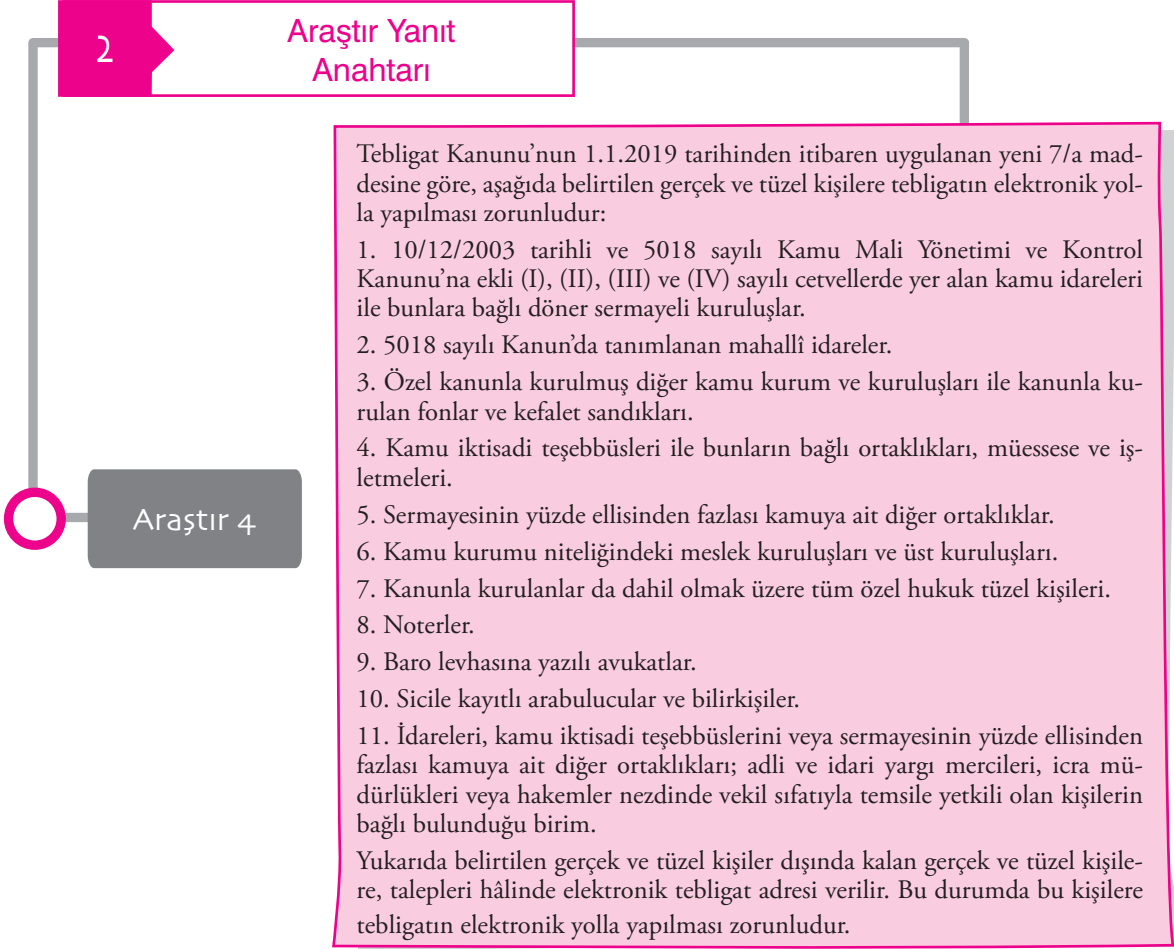 2
Araştır Yanıt
Anahtarı
Tebligat Kanunu’nun 1.1.2019 tarihinden itibaren uygulanan yeni 7/a mad-
desine göre, aşağıda belirtilen gerçek ve tüzel kişilere tebligatın elektronik yol-
la yapılması zorunludur:
1. 10/12/2003 tarihli ve 5018 sayılı Kamu Mali Yönetimi ve Kontrol
Kanunu’na ekli (I), (II), (III) ve (IV) sayılı cetvellerde yer alan kamu idareleri
ile bunlara bağlı döner sermayeli kuruluşlar.
2. 5018 sayılı Kanun’da tanımlanan mahallî idareler.
3. Özel kanunla kurulmuş diğer kamu kurum ve kuruluşları ile kanunla ku-
rulan fonlar ve kefalet sandıkları.
4. Kamu iktisadi teşebbüsleri ile bunların bağlı ortaklıkları, müessese ve iş-
letmeleri.
Araştır 4
5. Sermayesinin yüzde ellisinden fazlası kamuya ait diğer ortaklıklar.
6. Kamu kurumu niteliğindeki meslek kuruluşları ve üst kuruluşları.
7. Kanunla kurulanlar da dahil olmak üzere tüm özel hukuk tüzel kişileri.
8. Noterler.
9. Baro levhasına yazılı avukatlar.
10. Sicile kayıtlı arabulucular ve bilirkişiler.
11. İdareleri, kamu iktisadi teşebbüslerini veya sermayesinin yüzde ellisinden
fazlası kamuya ait diğer ortaklıkları; adli ve idari yargı mercileri, icra mü-
dürlükleri veya hakemler nezdinde vekil sıfatıyla temsile yetkili olan kişilerin
bağlı bulunduğu birim.
Yukarıda belirtilen gerçek ve tüzel kişiler dışında kalan gerçek ve tüzel kişile-
re, talepleri hâlinde elektronik tebligat adresi verilir. Bu durumda bu kişilere
tebligatın elektronik yolla yapılması zorunludur.